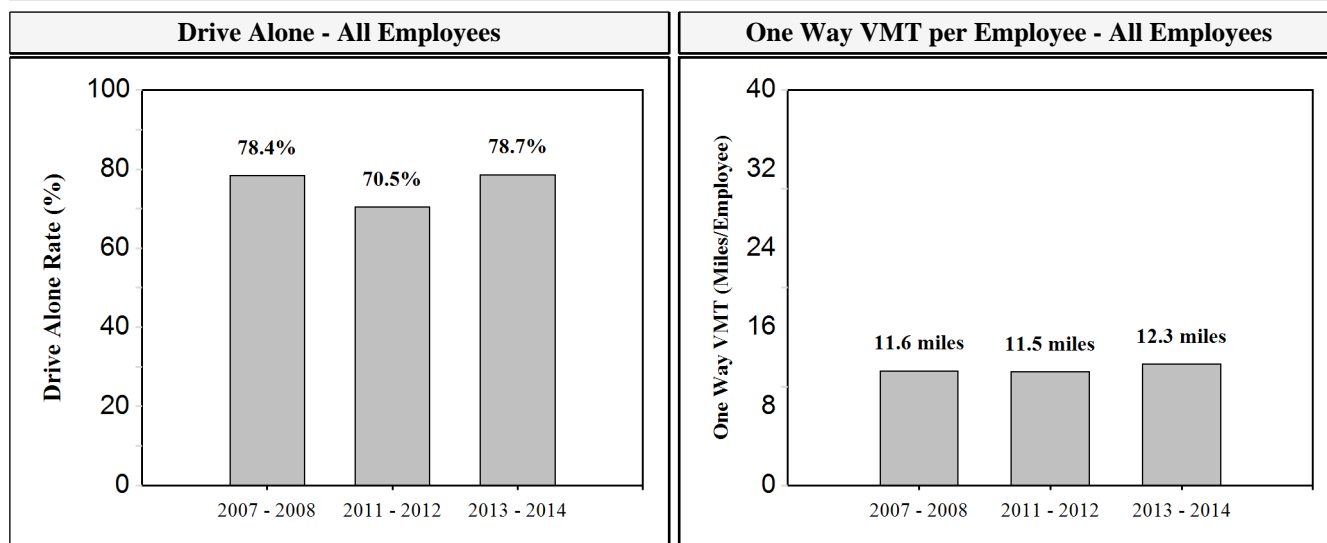 Drive Alone - All Employees
One Way VMT per Employee - All Employees
Drive Alone Rate (%)
100
80
60
40
20
0
78.4%
70.5%
78.7%
2007 - 2008
2011 - 2012
2013 - 2014
One Way VMT (Miles/Employee)
40
32
24
16
8
0
11.6 miles
11.5 miles
12.3 miles
2007 - 2008
2011 - 2012
2013 - 2014